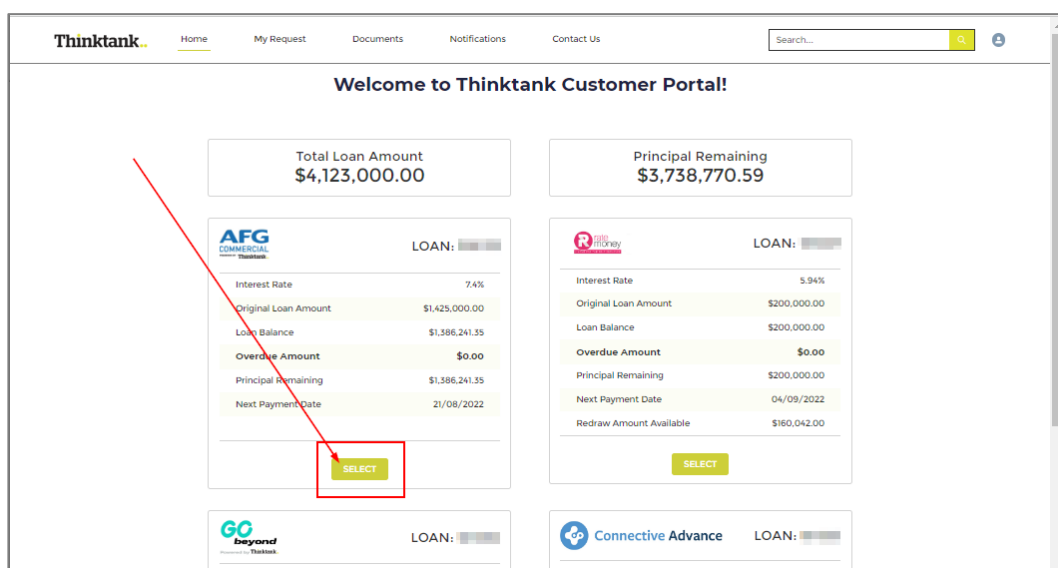 Thinktank.. Home My Request Documents Notifications Contact Us Search...
Welcome to Thinktank Customer Portal!
Total Loan Amount
$4,123,000.00
Principal Remaining
$3,738,770.59
AFG
COMMERCIAL
Thinktank.
LOAN:
Interest Rate 7.4%
Original Loan Amount $1,425,000.00
Loan Balance $1,386,241.35
Overdue Amount $0.00
Principal Remaining $1,386,241.35
Next Payment Date 21/08/2022
SELECT
rate
money
LOAN:
Interest Rate 5.94%
Original Loan Amount $200,000.00
Loan Balance $200,000.00
Overdue Amount $0.00
Principal Remaining $200,000.00
Next Payment Date 04/09/2022
Redraw Amount Available $160,042.00
SELECT
GO
beyond
Powered by Thinktank.
LOAN:
Connective Advance LOAN: